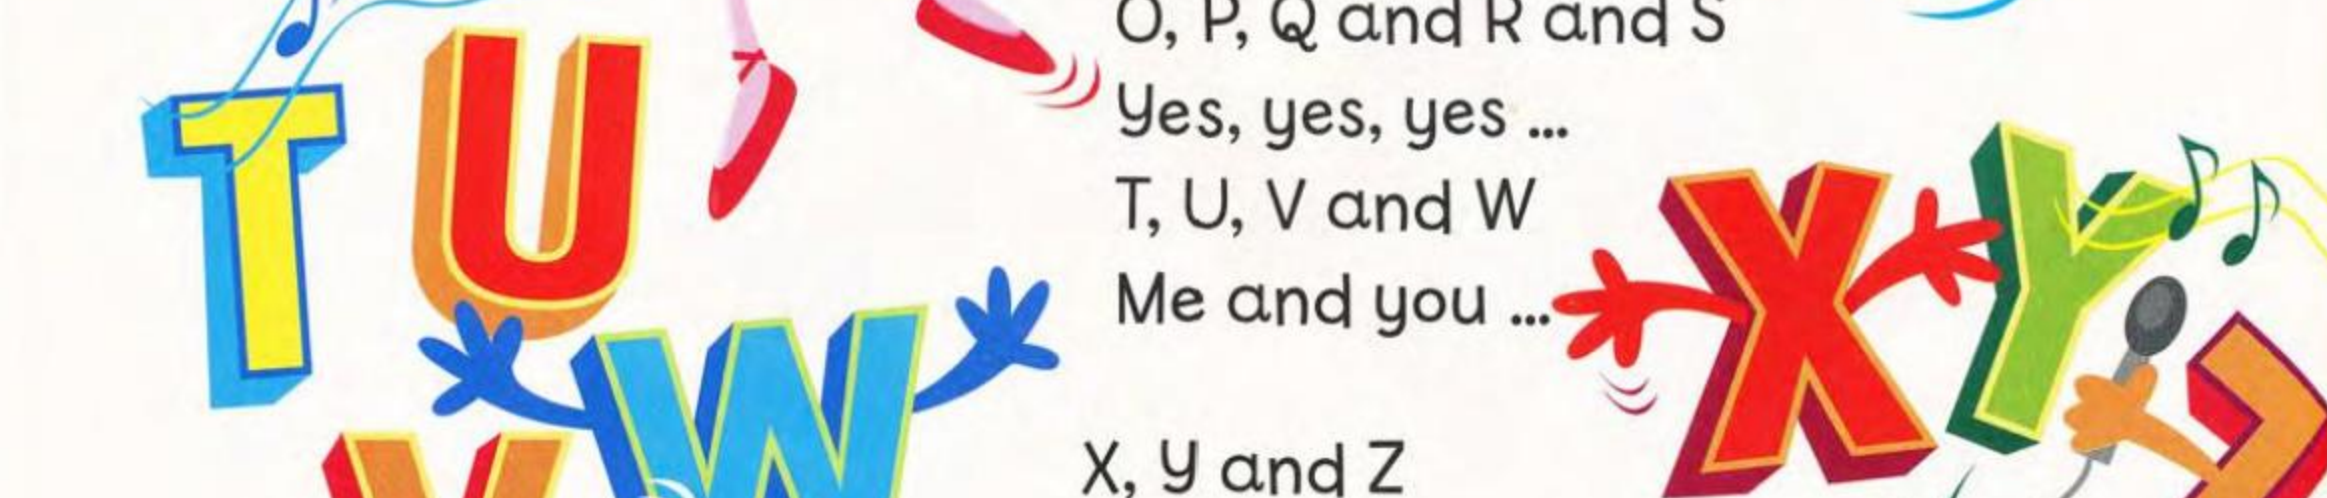 O, P, Q and R and S
Yes, yes, yes ...
T, U, V and W
Me and you ...
X, Y and Z
T U
W
V
X Y
Z